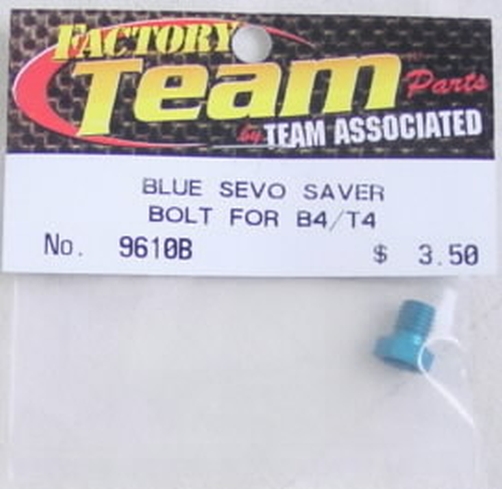 FACTORY
Team Parts
by TEAM ASSOCIATED
BLUE SEVO SAVER
BOLT FOR B4/T4
No. 9610B $ 3.50